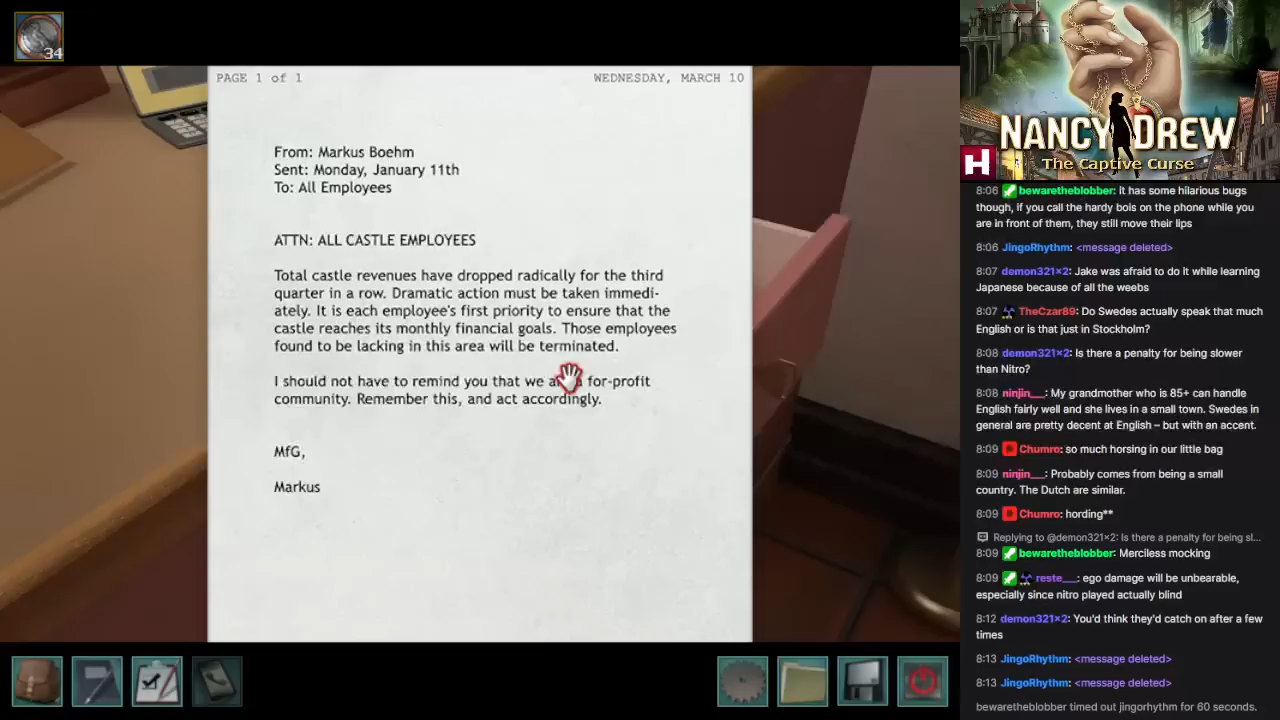 34
PAGE 1 of 1
WEDNESDAY, MARCH 10
From: Markus Boehm
Sent: Monday, January 11th
To: All Employees
ATTN: ALL CASTLE EMPLOYEES
Total castle revenues have dropped radically for the third
quarter in a row. Dramatic action must be taken immedi-
ately. It is each employee's first priority to ensure that the
castle reaches its monthly financial goals. Those employees
found to be lacking in this area will be terminated.
I should not have to remind you that we for-profit
community. Remember this, and act accordingly.
MfG,
Markus
NANCY DREW
The Captive Curse
H
8:06 bewaretheblobber: It has some hilarious bugs
though, if you call the hardy bois on the phone while you
are in front of them, they still move their lips
8:06 JingoRhythm: <message deleted>
8:07 demon321×2: Jake was afraid to do it while learning
Japanese because of all the weebs
8:07 TheCzar89: Do Swedes actually speak that much
English or is that just in Stockholm?
8:08 demon321×2: Is there a penalty for being slower
than Nitro?
8:08 ninjin__: My grandmother who is 85+ can handle
English fairly well and she lives in a small town. Swedes in
general are pretty decent at English – but with an accent.
8:09 Chumro: so much horsing in our little bag
8:09 ninjin__: Probably comes from being a small
country. The Dutch are similar.
8:09 Chumro: hording**
Replying to @demon321×2: Is there a penalty for being sl...
8:09 bewaretheblobber: Merciless mocking
8:09 reste__: ego damage will be unbearable,
especially since nitro played actually blind
8:12 demon321×2: You'd think they'd catch on after a few
times
8:13 JingoRhythm: <message deleted>
8:13 JingoRhythm: <message deleted>
bewaretheblobber timed out jingorhythm for 60 seconds.